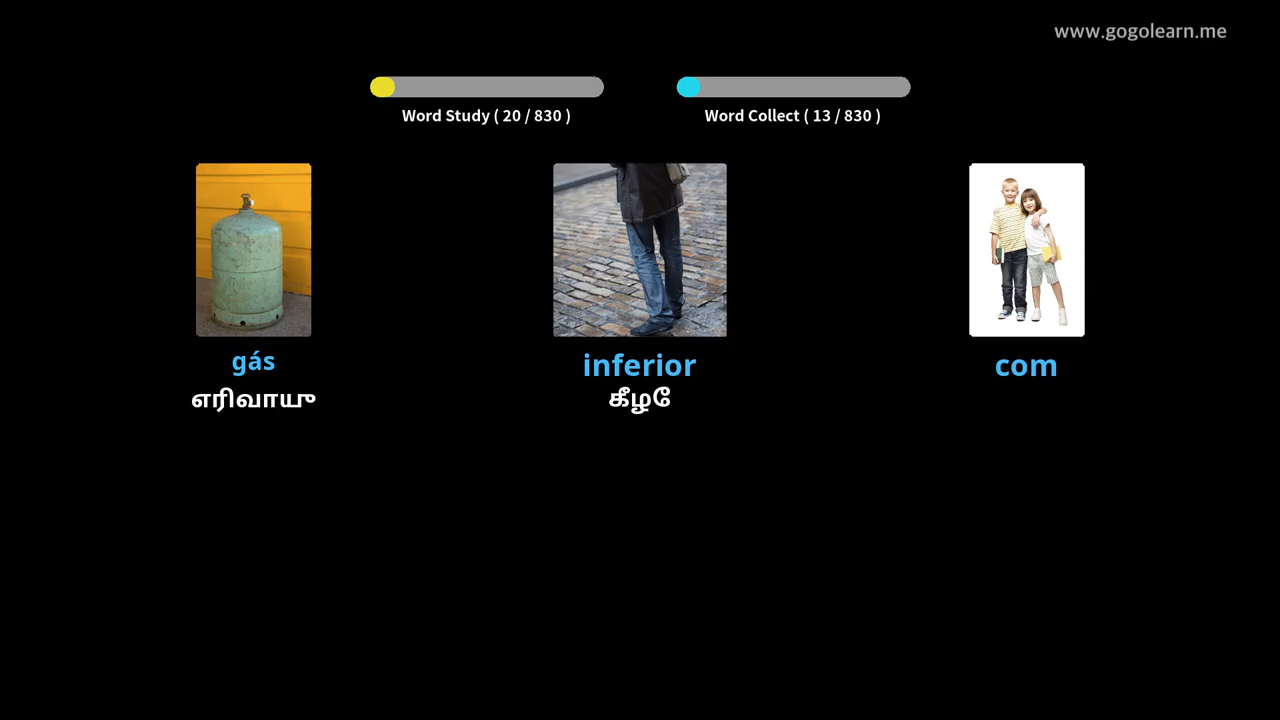 www.gogolearn.me
Word Study ( 20 / 830 )
Word Collect ( 13 / 830 )
gás
எரிவாயு
inferior
கீழே
com